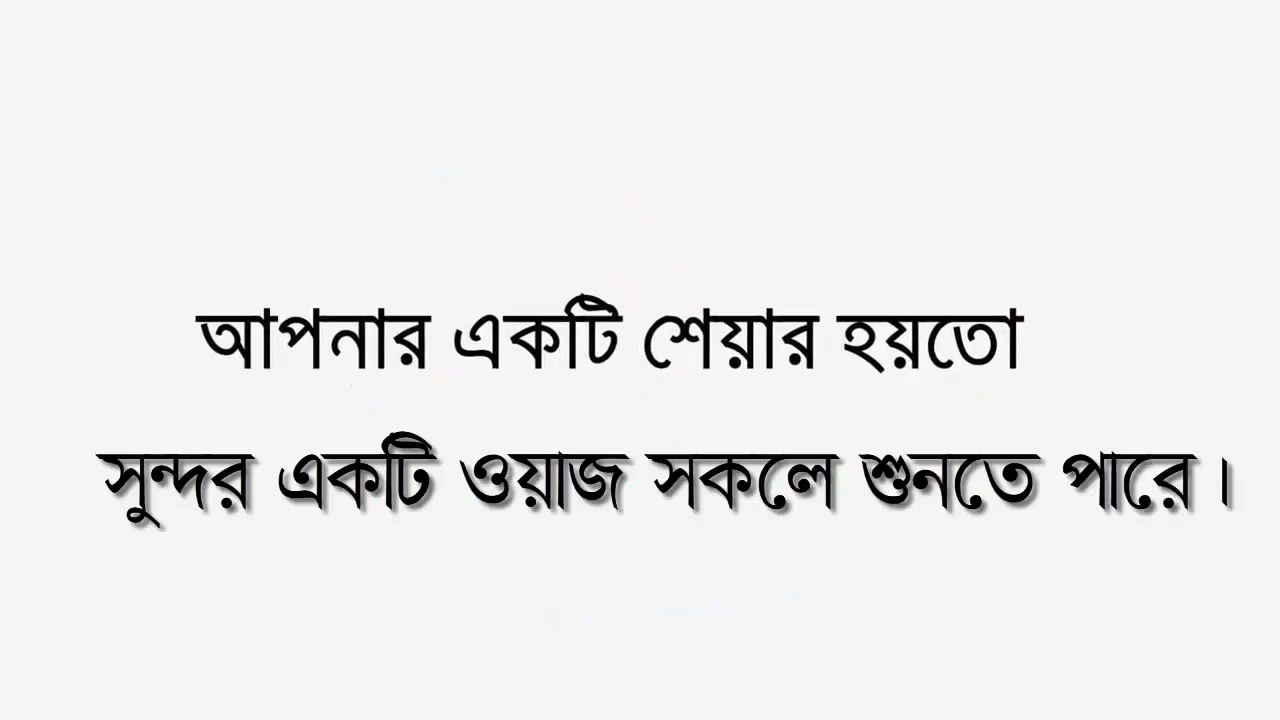 আপনার একটি শেয়ার হয়তো
সুন্দর একটি ওয়াজ সকলে শুনতে পারে।